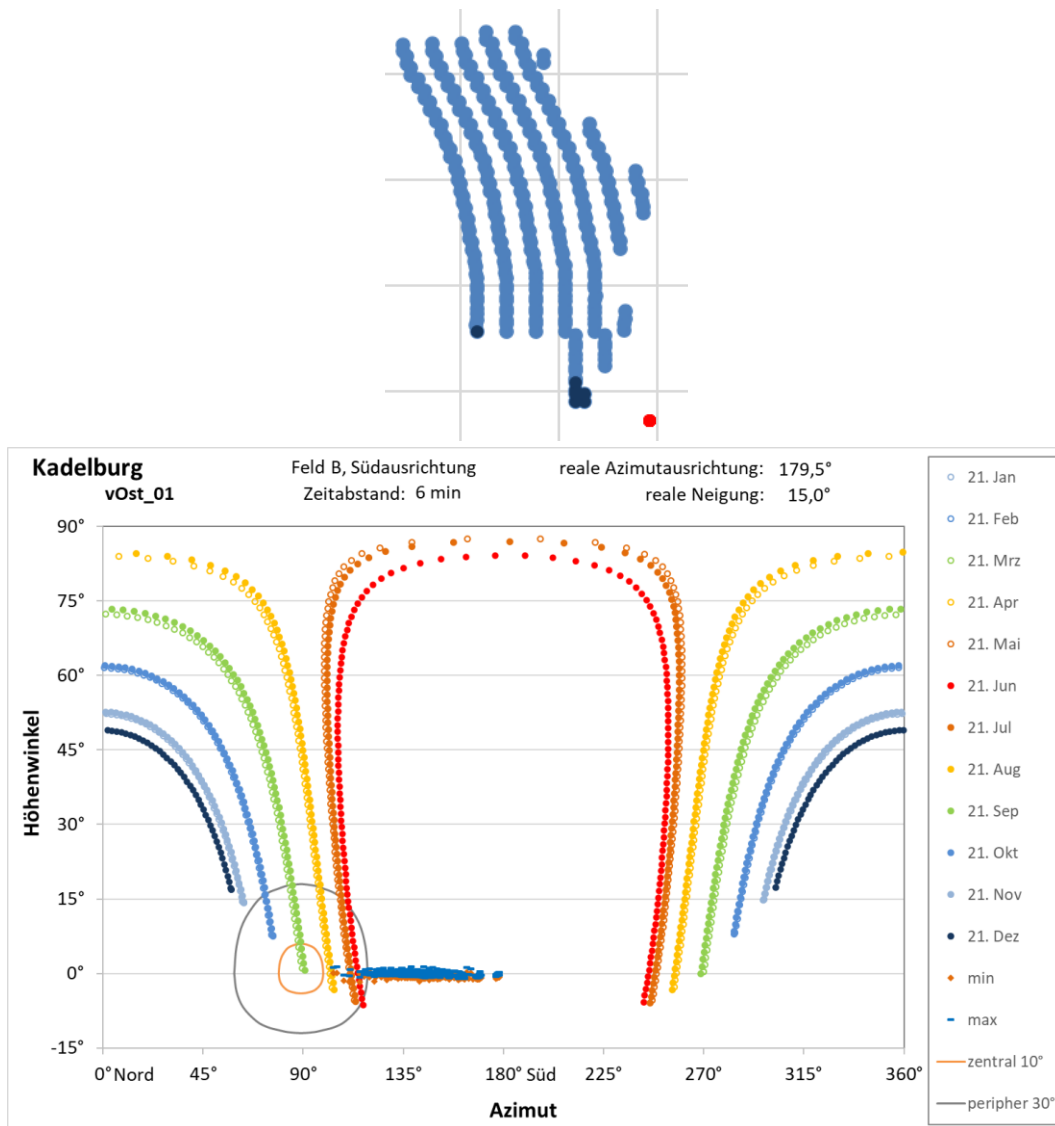 Kadelburg
vOst_01
Feld B, Südausrichtung
Zeitabstand: 6 min
reale Azimutausrichtung: 179,5°
reale Neigung: 15,0°
90°
75°
60°
45°
30°
15°
0°
-15°
Höhenwinkel
0° Nord
45°
90°
135°
180° Süd
225°
270°
315°
360°
Azimut
21. Jan
21. Feb
21. Mrz
21. Apr
21. Mai
21. Jun
21. Jul
21. Aug
21. Sep
21. Okt
21. Nov
21. Dez
min
max
zentral 10°
peripher 30°